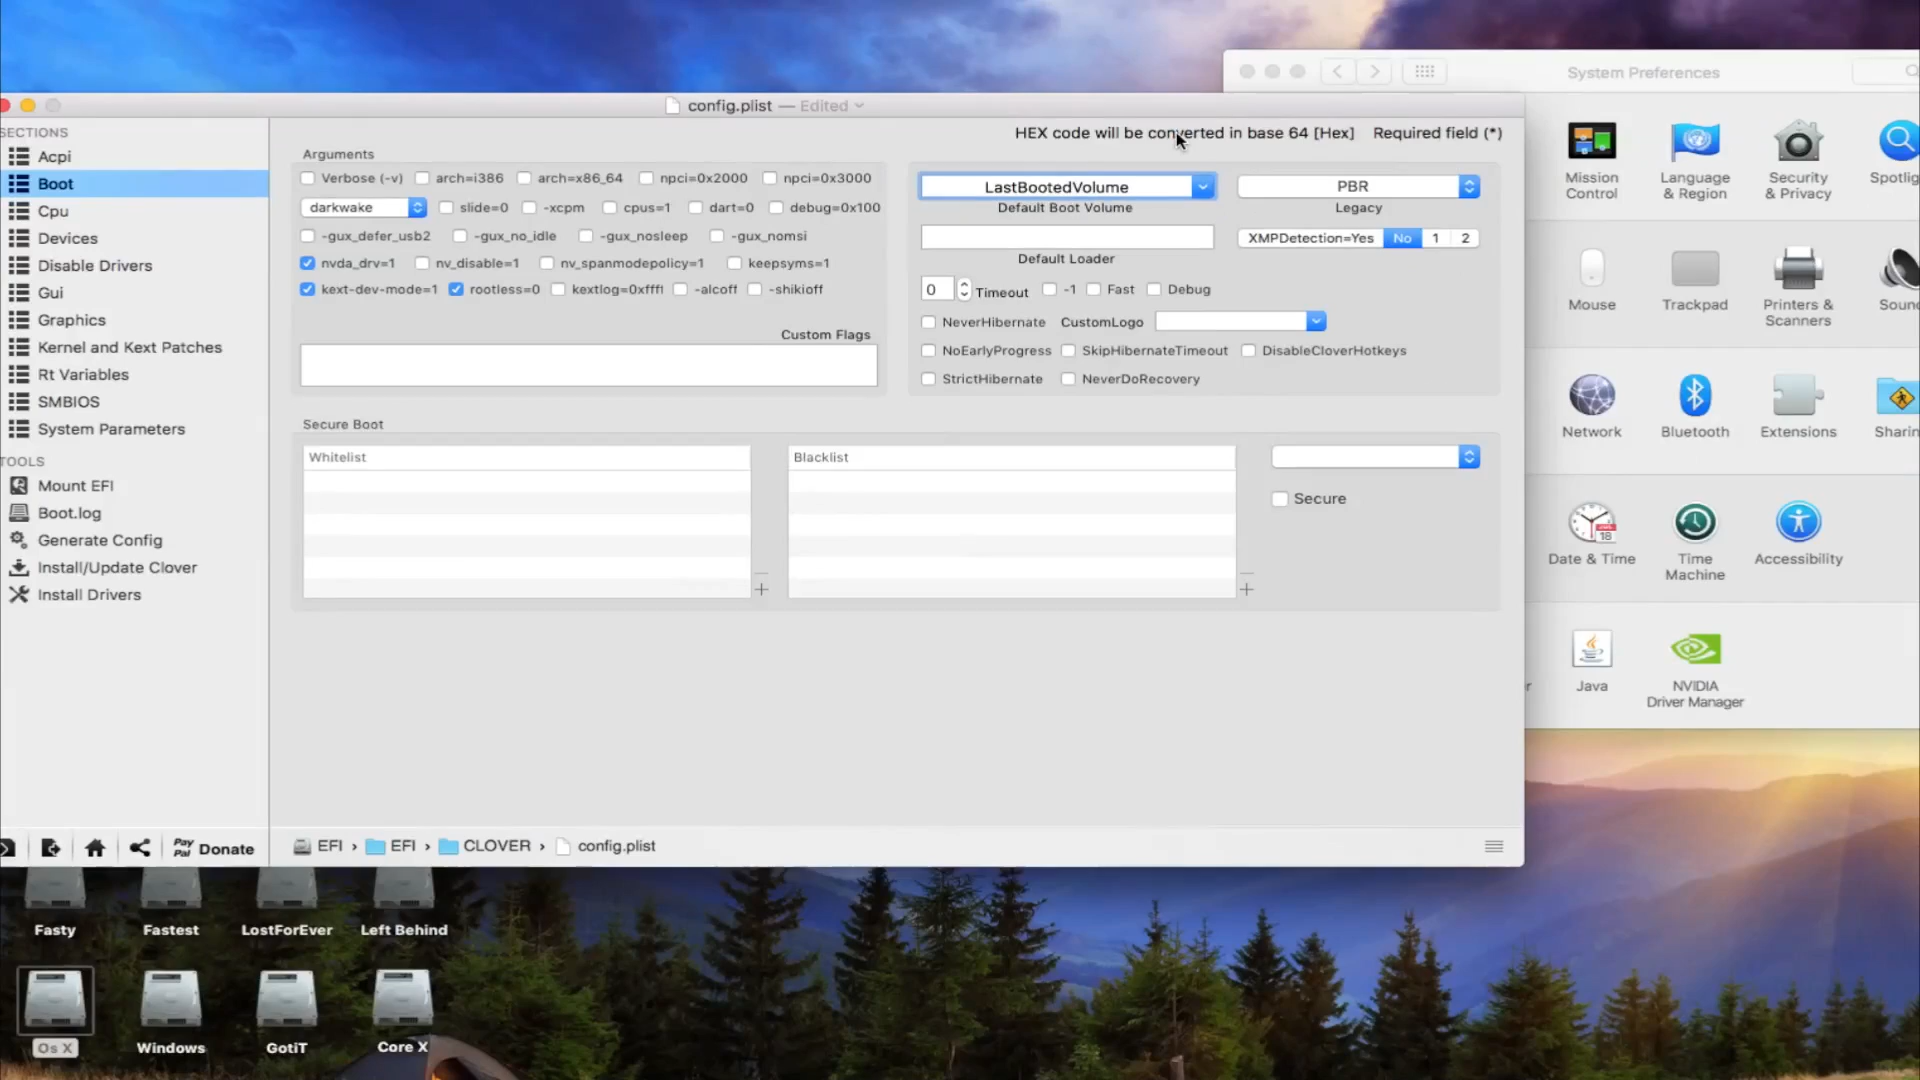 System Preferences
config.plist — Edited
SECTIONS
Acpi
Boot
Cpu
Devices
Disable Drivers
Gui
Graphics
Kernel and Kext Patches
Rt Variables
SMBIOS
System Parameters
TOOLS
Mount EFI
Boot.log
Generate Config
Install/Update Clover
Install Drivers
Pay Pal Donate
HEX code will be converted in base 64 [Hex] Required field (*)
Arguments
Verbose (-v) arch=i386 arch=x86_64 npci=0x2000 npci=0x3000
darkwake slide=0 -xcpm cpus=1 dart=0 debug=0x100
-gux_defer_usb2 -gux_no_idle -gux_nosleep -gux_nomsi
nvda_drv=1 nv_disable=1 nv_spanmodepolicy=1 keepsyms=1
kext-dev-mode=1 rootless=0 kextlog=0xffff -alcoff -shikioff
Custom Flags
LastBootedVolume
Default Boot Volume
PBR
Legacy
Default Loader
XMPDetection=Yes No 1 2
0 Timeout -1 Fast Debug
NeverHibernate CustomLogo
NoEarlyProgress SkipHibernateTimeout DisableCloverHotkeys
StrictHibernate NeverDoRecovery
Secure Boot
Whitelist
Blacklist
Secure
EFI › EFI › CLOVER › config.plist
Mission
Control
Language
& Region
Security
& Privacy
Spotlig
Mouse
Trackpad
Printers &
Scanners
Soun
Network
Bluetooth
Extensions
Sharin
Date & Time
Time
Machine
Accessibility
r
Java
NVIDIA
Driver Manager
Fasty
Fastest
LostForEver
Left Behind
Os X
Windows
GotiT
Core X